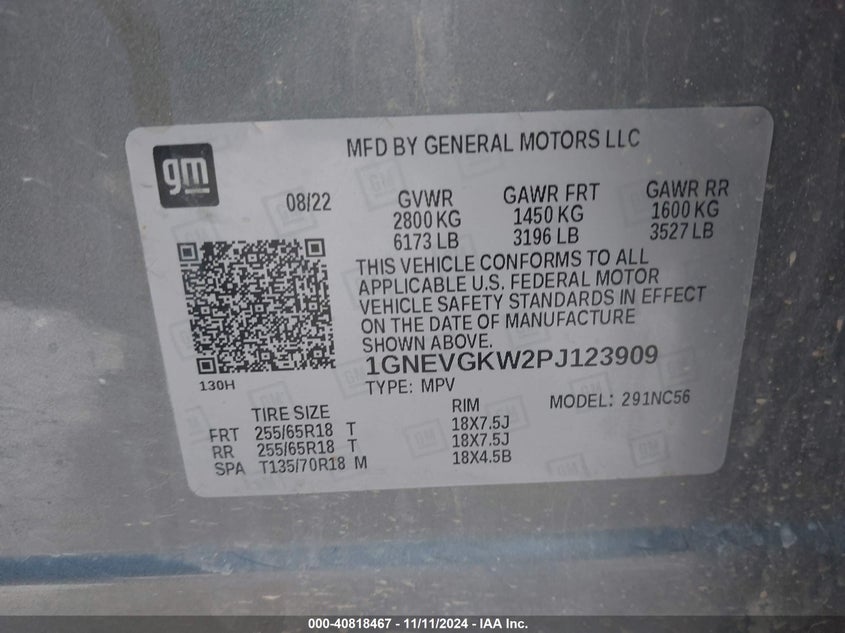 gm
MFD BY GENERAL MOTORS LLC
08/22
GVWR GAWR FRT GAWR RR
2800 KG 1450 KG 1600 KG
6173 LB 3196 LB 3527 LB
THIS VEHICLE CONFORMS TO ALL
APPLICABLE U.S. FEDERAL MOTOR
VEHICLE SAFETY STANDARDS IN EFFECT
ON THE DATE OF MANUFACTURE
SHOWN ABOVE.
1GNEVGKW2PJ123909
130H
TYPE: MPV
MODEL: 291NC56
TIRE SIZE RIM
FRT 255/65R18 T 18X7.5J
RR 255/65R18 T 18X7.5J
SPA T135/70R18 M 18X4.5B
000-40818467 - 11/11/2024 - IAA Inc.